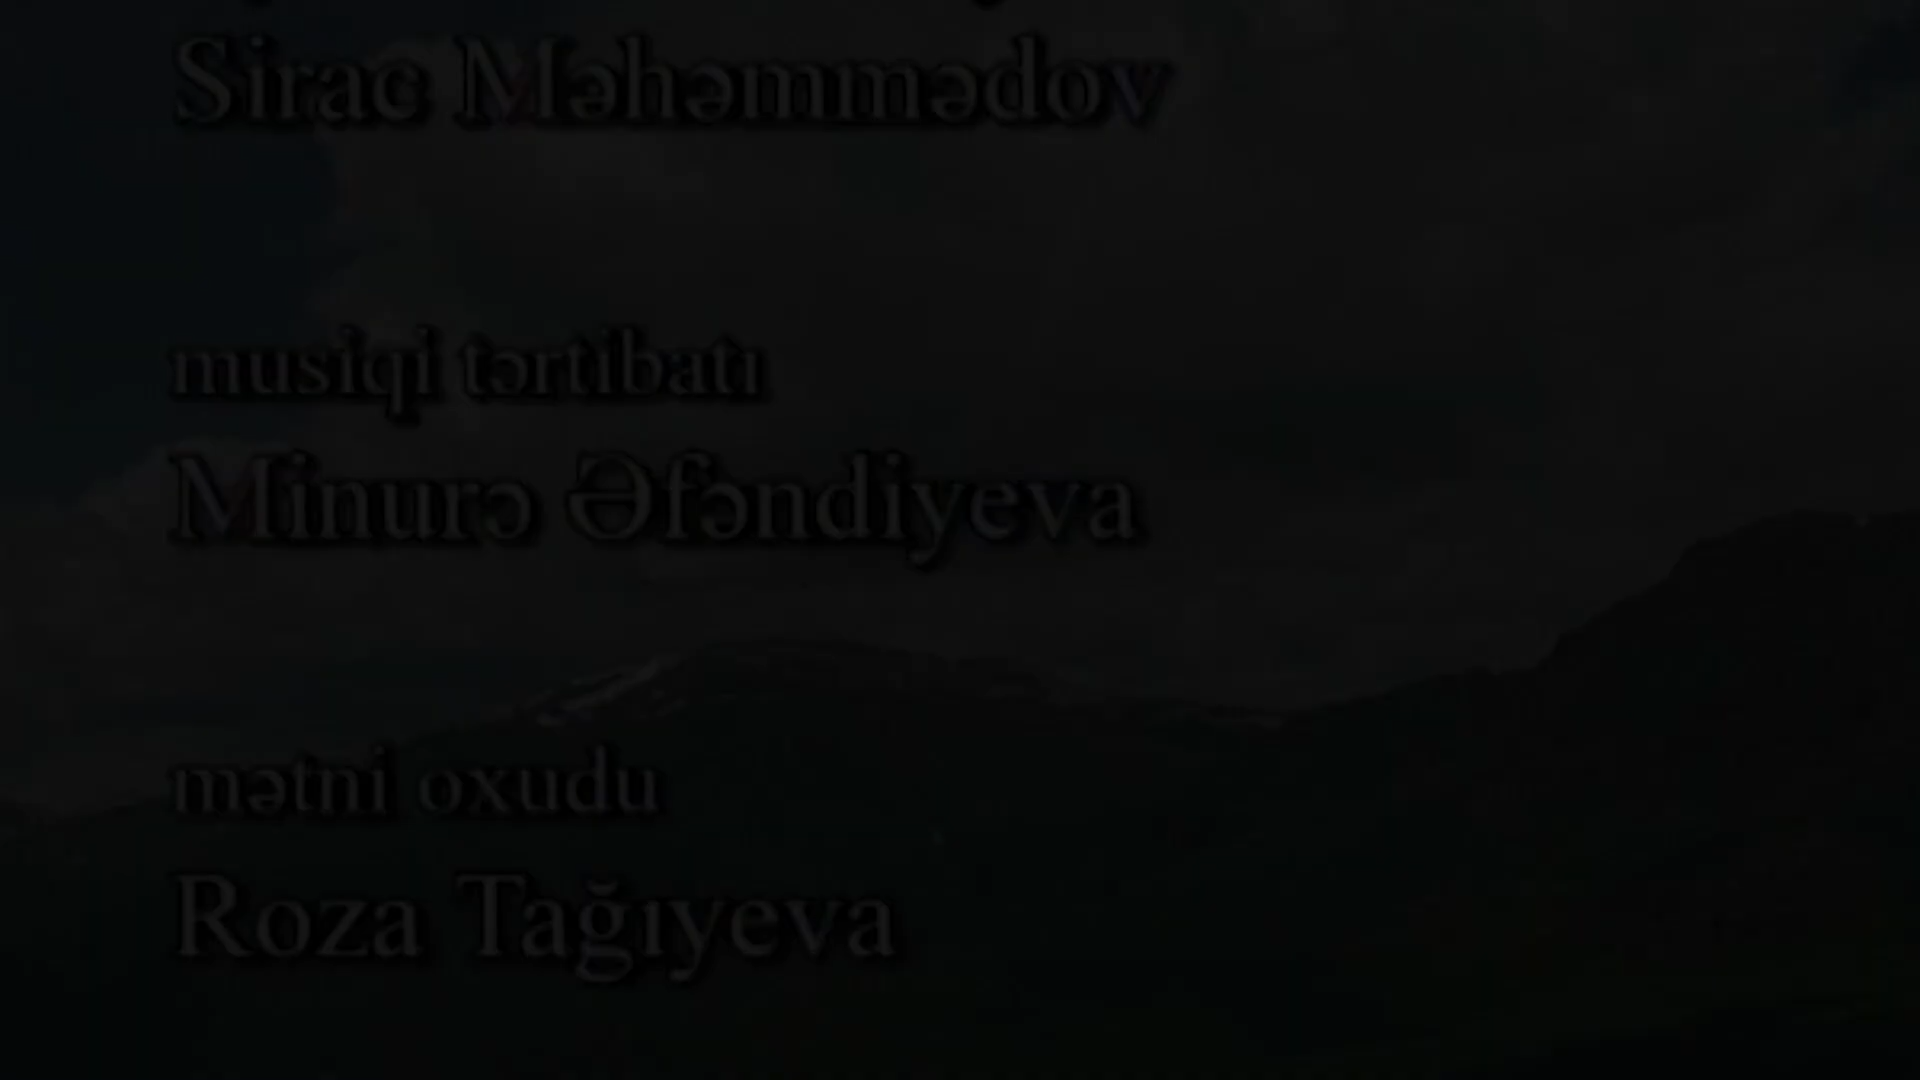 Sirac Məhəmmədov
musiqi tərtibatı
Minurə Əfəndiyeva
mətni oxudu
Roza Tağıyeva